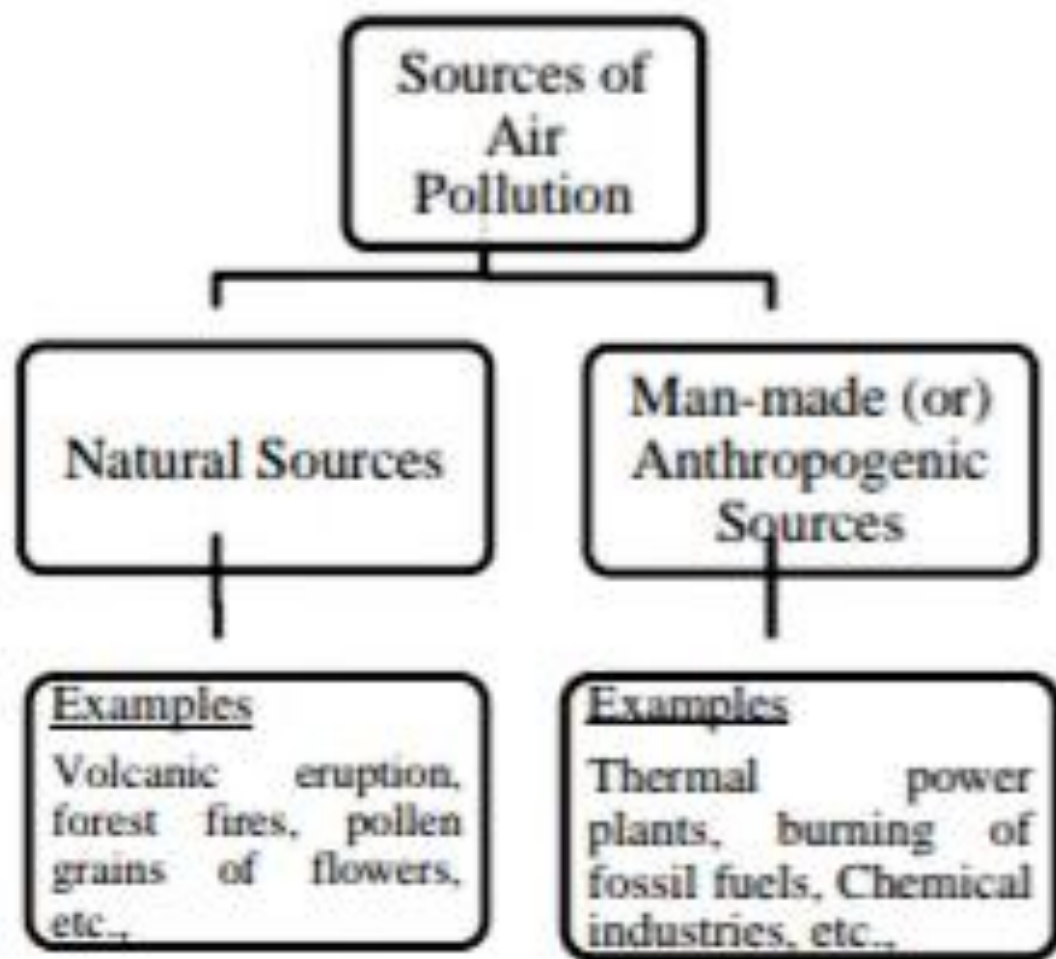 Sources of
Air
Pollution
Natural Sources
Man-made (or)
Anthropogenic
Sources
Examples
Volcanic eruption,
forest fires, pollen
grains of flowers,
etc.,
Examples
Thermal power
plants, burning of
fossil fuels, Chemical
industries, etc.,